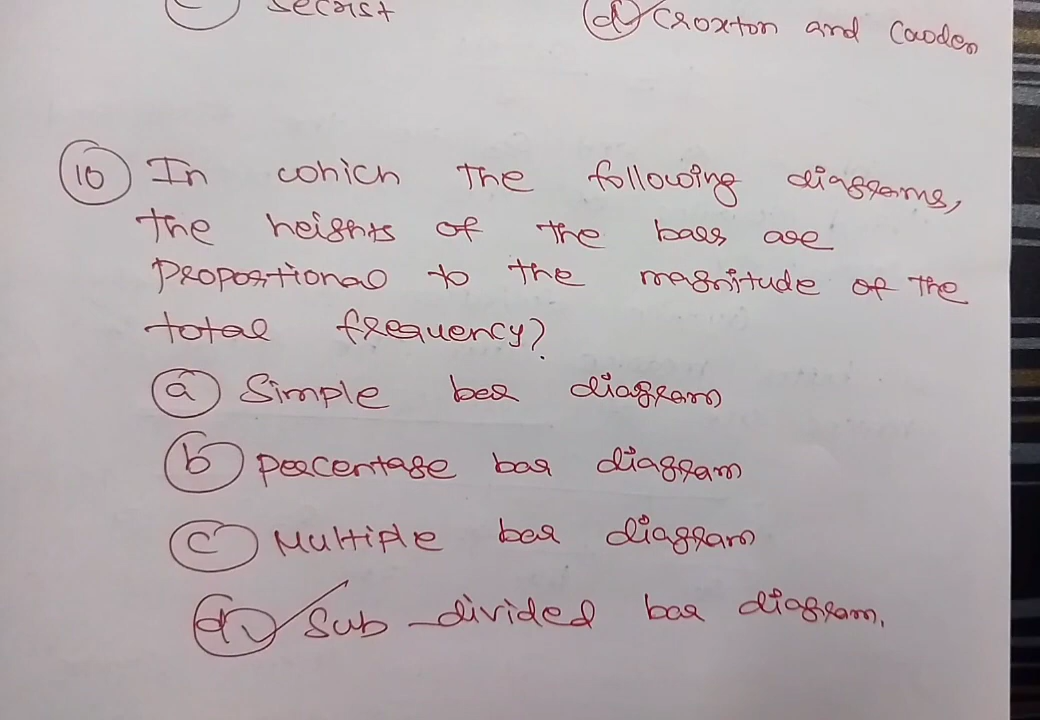 c Secrist d Croxton and Cowden
10 In which the following diagrams,
the heights of the bars are
proportional to the magnitude of the
total frequency?
a Simple bar diagram
b percentage bar diagram
c Multiple bar diagram
d Sub-divided bar diagram.